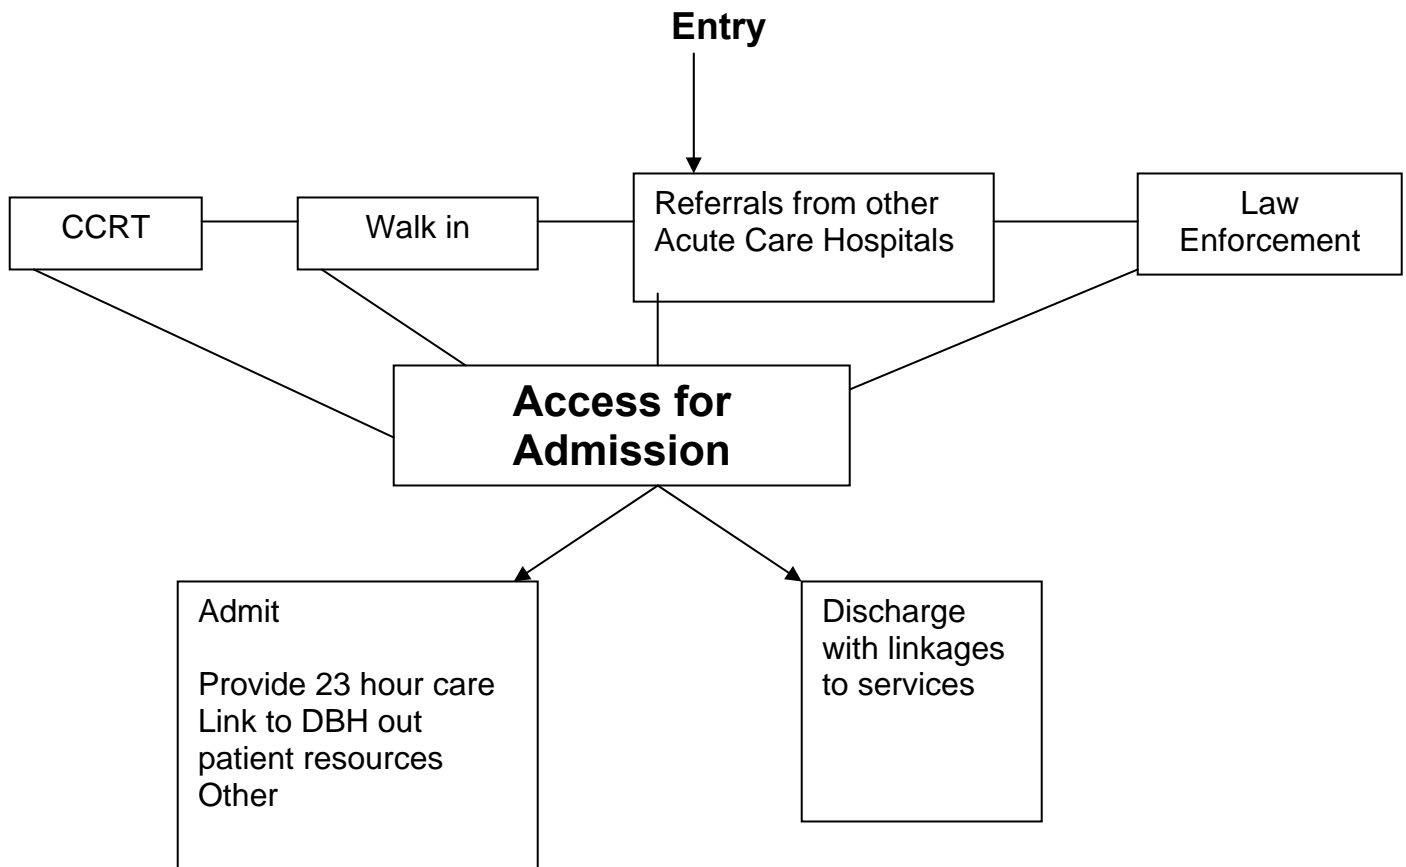 Entry
CCRT
Walk in
Referrals from other
Acute Care Hospitals
Law
Enforcement
Access for
Admission
Admit
Provide 23 hour care
Link to DBH out
patient resources
Other
Discharge
with linkages
to services